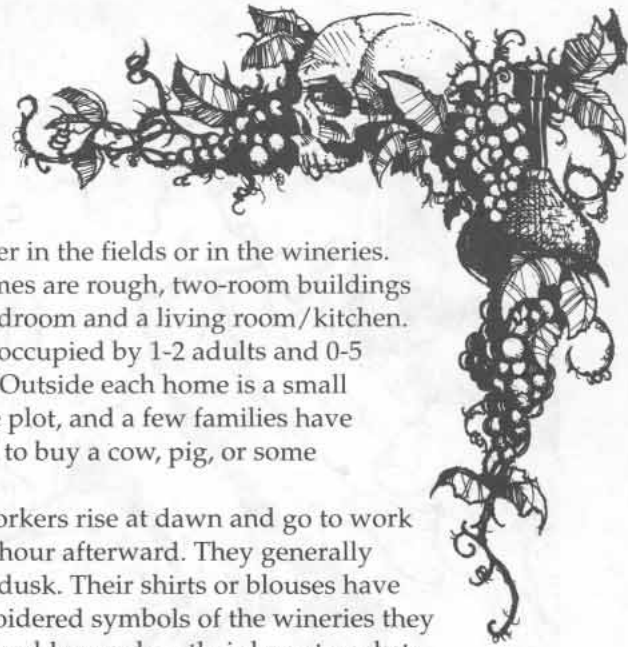 er in the fields or in the wineries.
mes are rough, two-room buildings
droom and a living room/kitchen.
occupied by 1-2 adults and 0-5
Outside each home is a small
e plot, and a few families have
to buy a cow, pig, or some
orkers rise at dawn and go to work
hour afterward. They generally
dusk. Their shirts or blouses have
oidered symbols of the wineries they